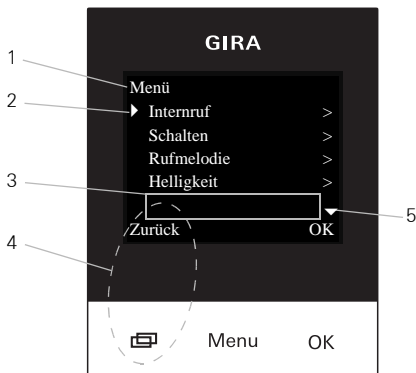 GIRA
1
Menü
2
Internruf >
Schalten >
Rufmelodie >
3
Helligkeit >
5
Zurück OK
4
Menu OK